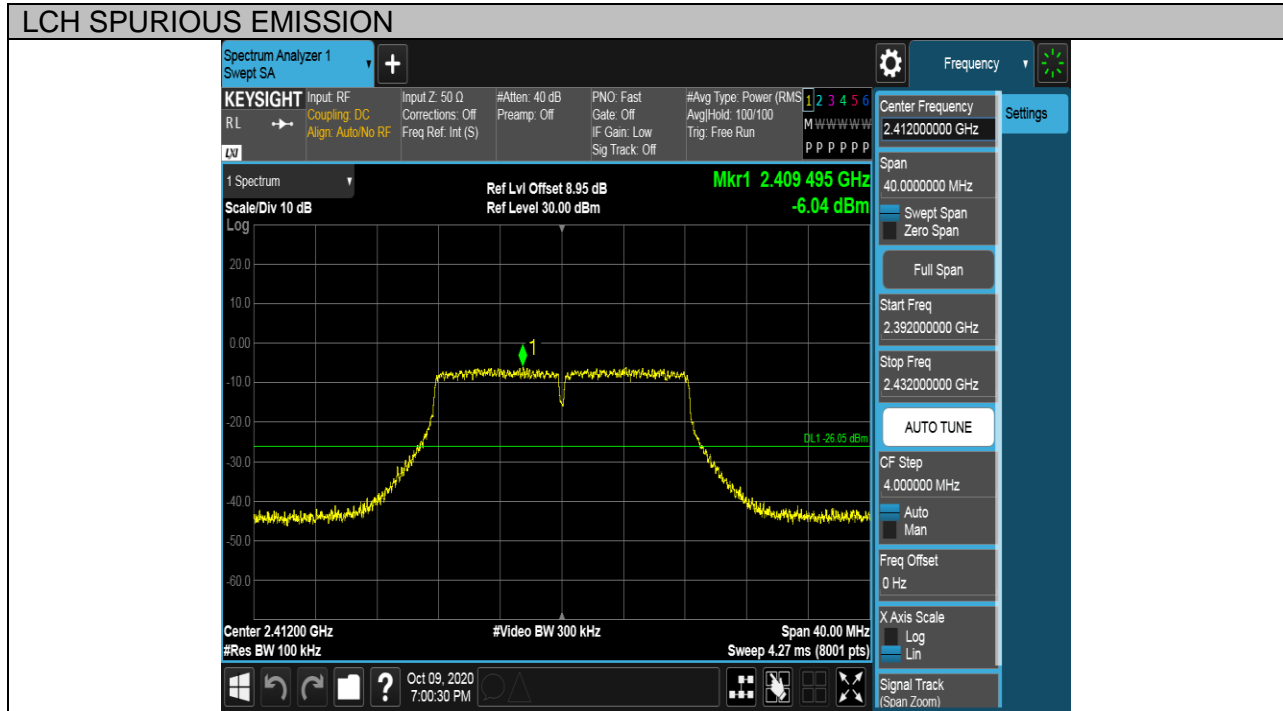 LCH SPURIOUS EMISSION
Spectrum Analyzer 1
Swept SA
+
Frequency
KEYSIGHT
RL
LXI
Input: RF
Coupling: DC
Align: Auto/No RF
Input Z: 50 Ω
Corrections: Off
Freq Ref: Int (S)
#Atten: 40 dB
Preamp: Off
PNO: Fast
Gate: Off
IF Gain: Low
Sig Track: Off
#Avg Type: Power (RMS
Avg|Hold: 100/100
Trig: Free Run
1 2 3 4 5 6
M W W W W W
P P P P P P
1 Spectrum
Scale/Div 10 dB
Ref Lvl Offset 8.95 dB
Ref Level 30.00 dBm
Mkr1 2.409 495 GHz
-6.04 dBm
Log
20.0
10.0
0.00
-10.0
-20.0
-30.0
-40.0
-50.0
-60.0
1
DL1 -26.05 dBm
Center 2.41200 GHz
#Res BW 100 kHz
#Video BW 300 kHz
Span 40.00 MHz
Sweep 4.27 ms (8001 pts)
?
Oct 09, 2020
7:00:30 PM
Center Frequency
2.412000000 GHz
Settings
Span
40.0000000 MHz
Swept Span
Zero Span
Full Span
Start Freq
2.392000000 GHz
Stop Freq
2.432000000 GHz
AUTO TUNE
CF Step
4.000000 MHz
Auto
Man
Freq Offset
0 Hz
X Axis Scale
Log
Lin
Signal Track
(Span Zoom)